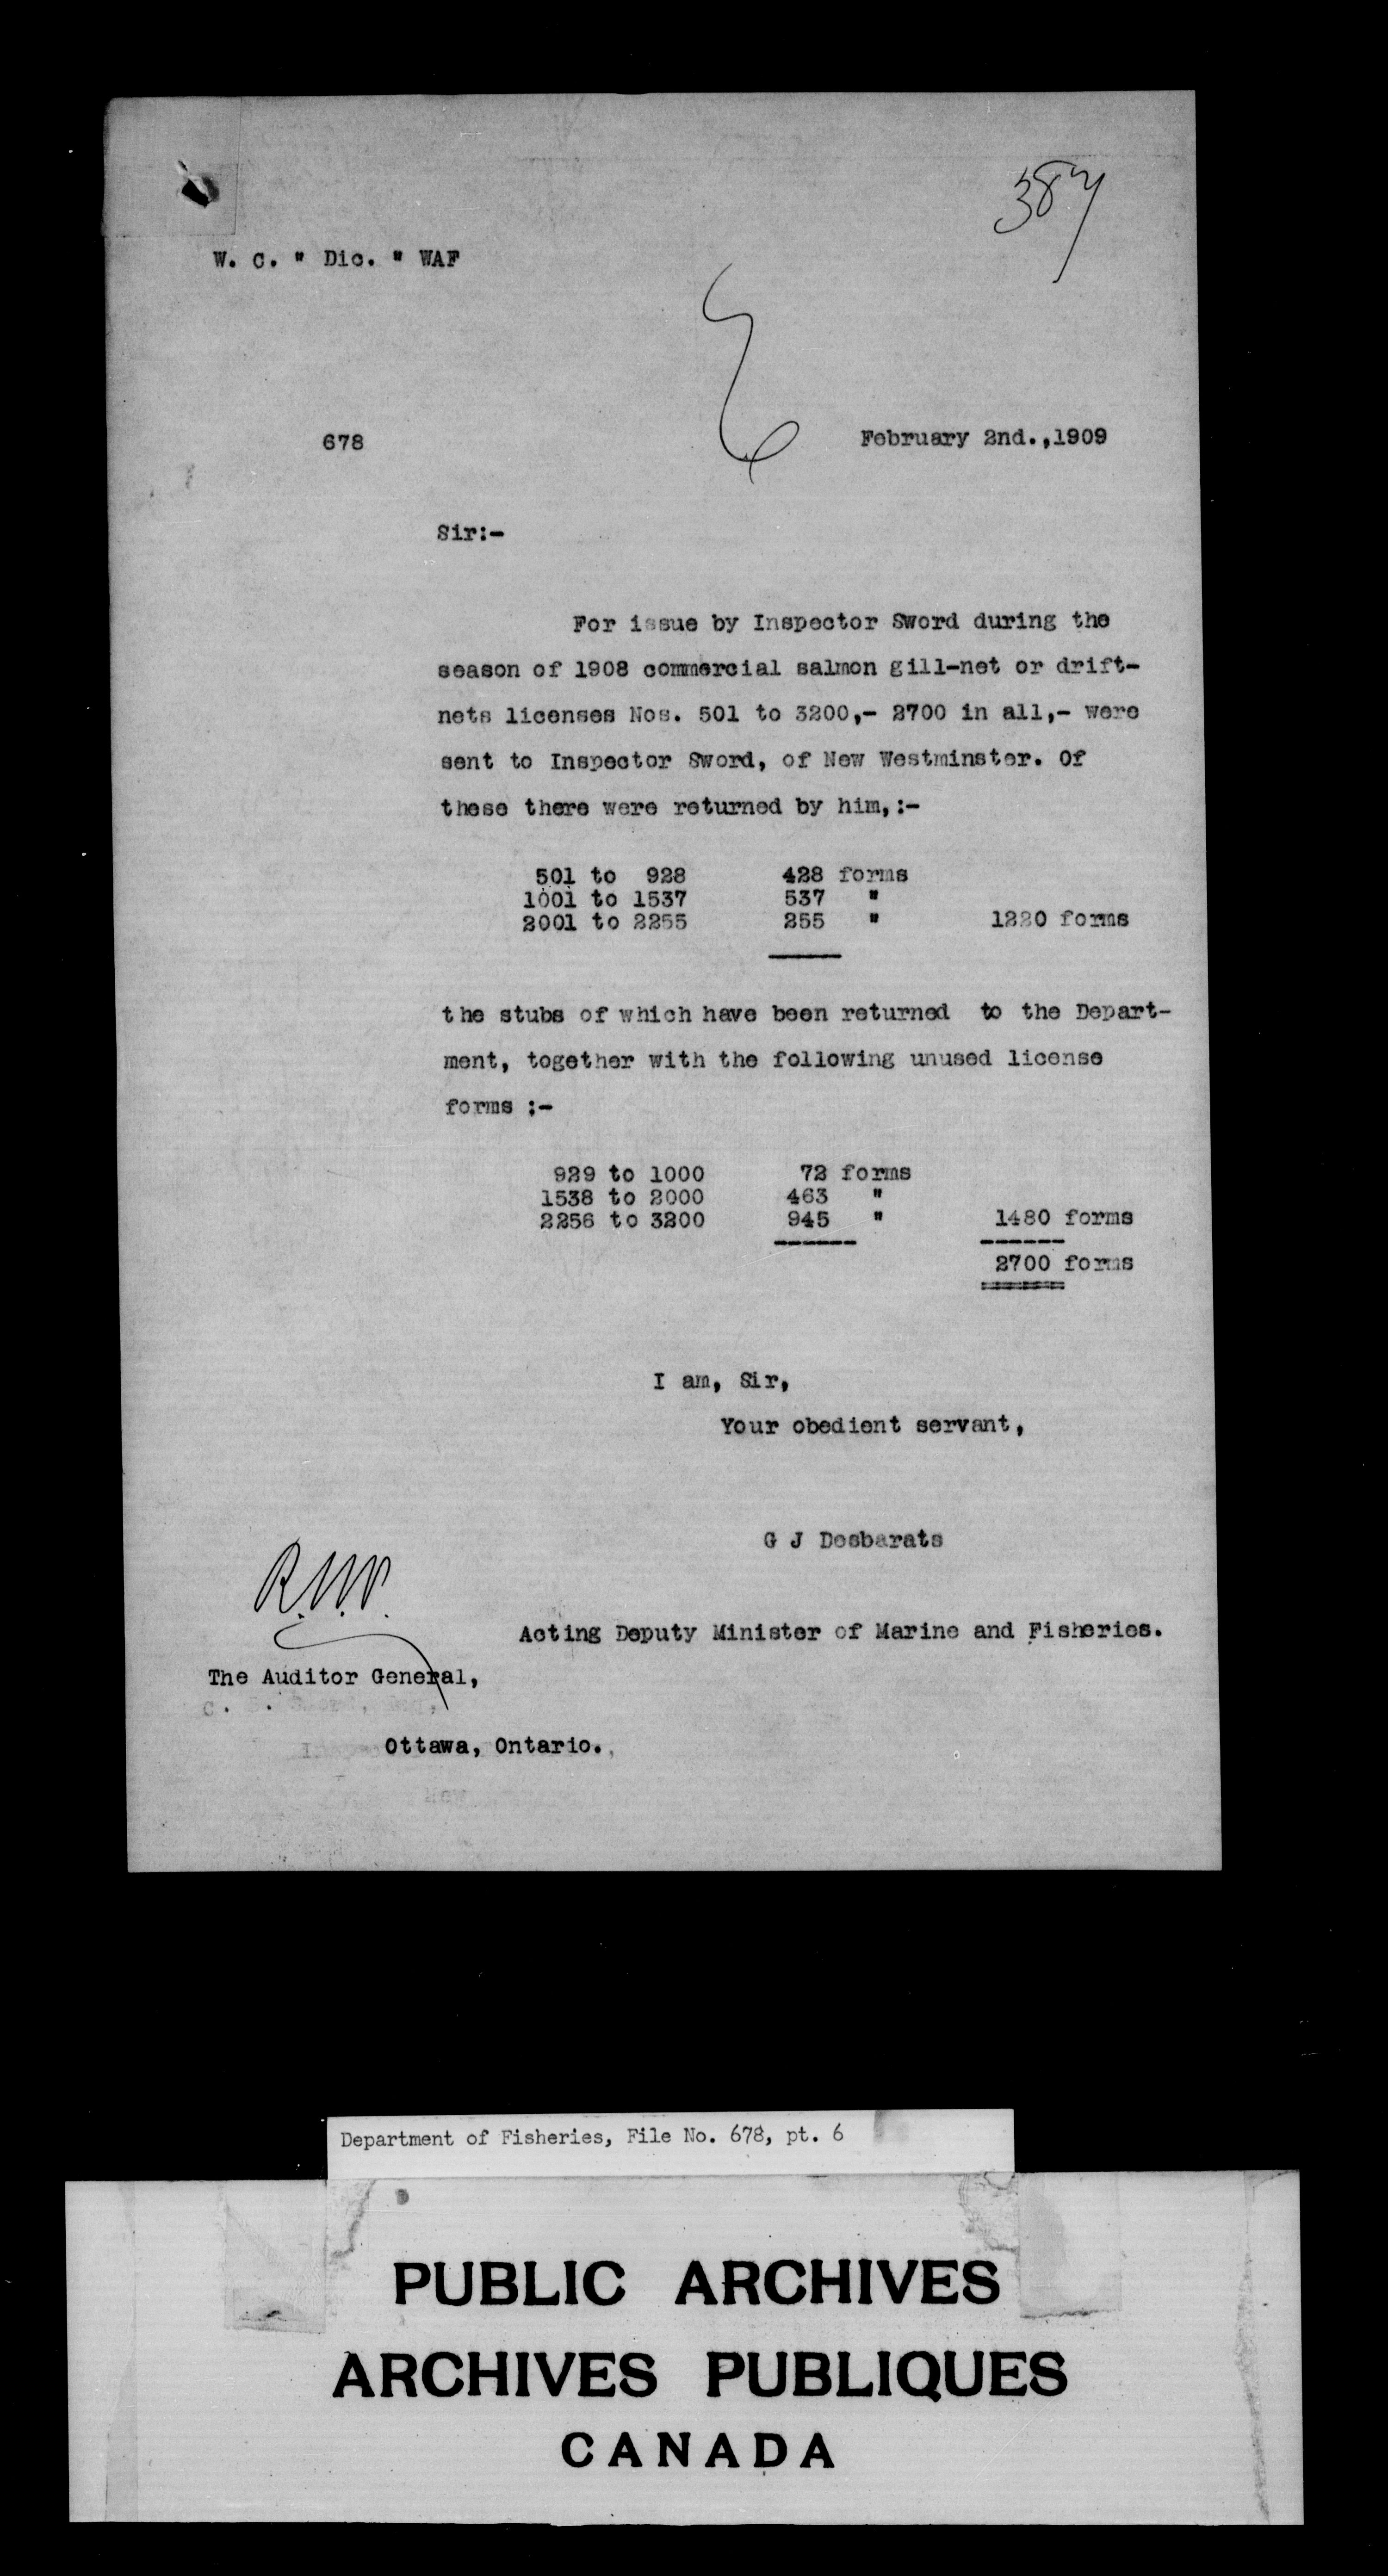 387
W. C. " Dic. " WAF
678
February 2nd.,1909
Sir:-
For issue by Inspector Sword during the
season of 1908 commercial salmon gill-net or drift-
nets licenses Nos. 501 to 3200,- 2700 in all,- were
sent to Inspector Sword, of New Westminster. Of
these there were returned by him,:-
501 to 928 428 forms
1001 to 1537 537 "
2001 to 2255 255 " 1220 forms
the stubs of which have been returned to the Depart-
ment, together with the following unused license
forms :-
929 to 1000 72 forms
1538 to 2000 463 "
2256 to 3200 945 " 1480 forms
2700 forms
I am, Sir,
Your obedient servant,
G J Desbarats
Acting Deputy Minister of Marine and Fisheries.
The Auditor General,
Ottawa, Ontario.
Department of Fisheries, File No. 678, pt. 6
PUBLIC ARCHIVES
ARCHIVES PUBLIQUES
CANADA